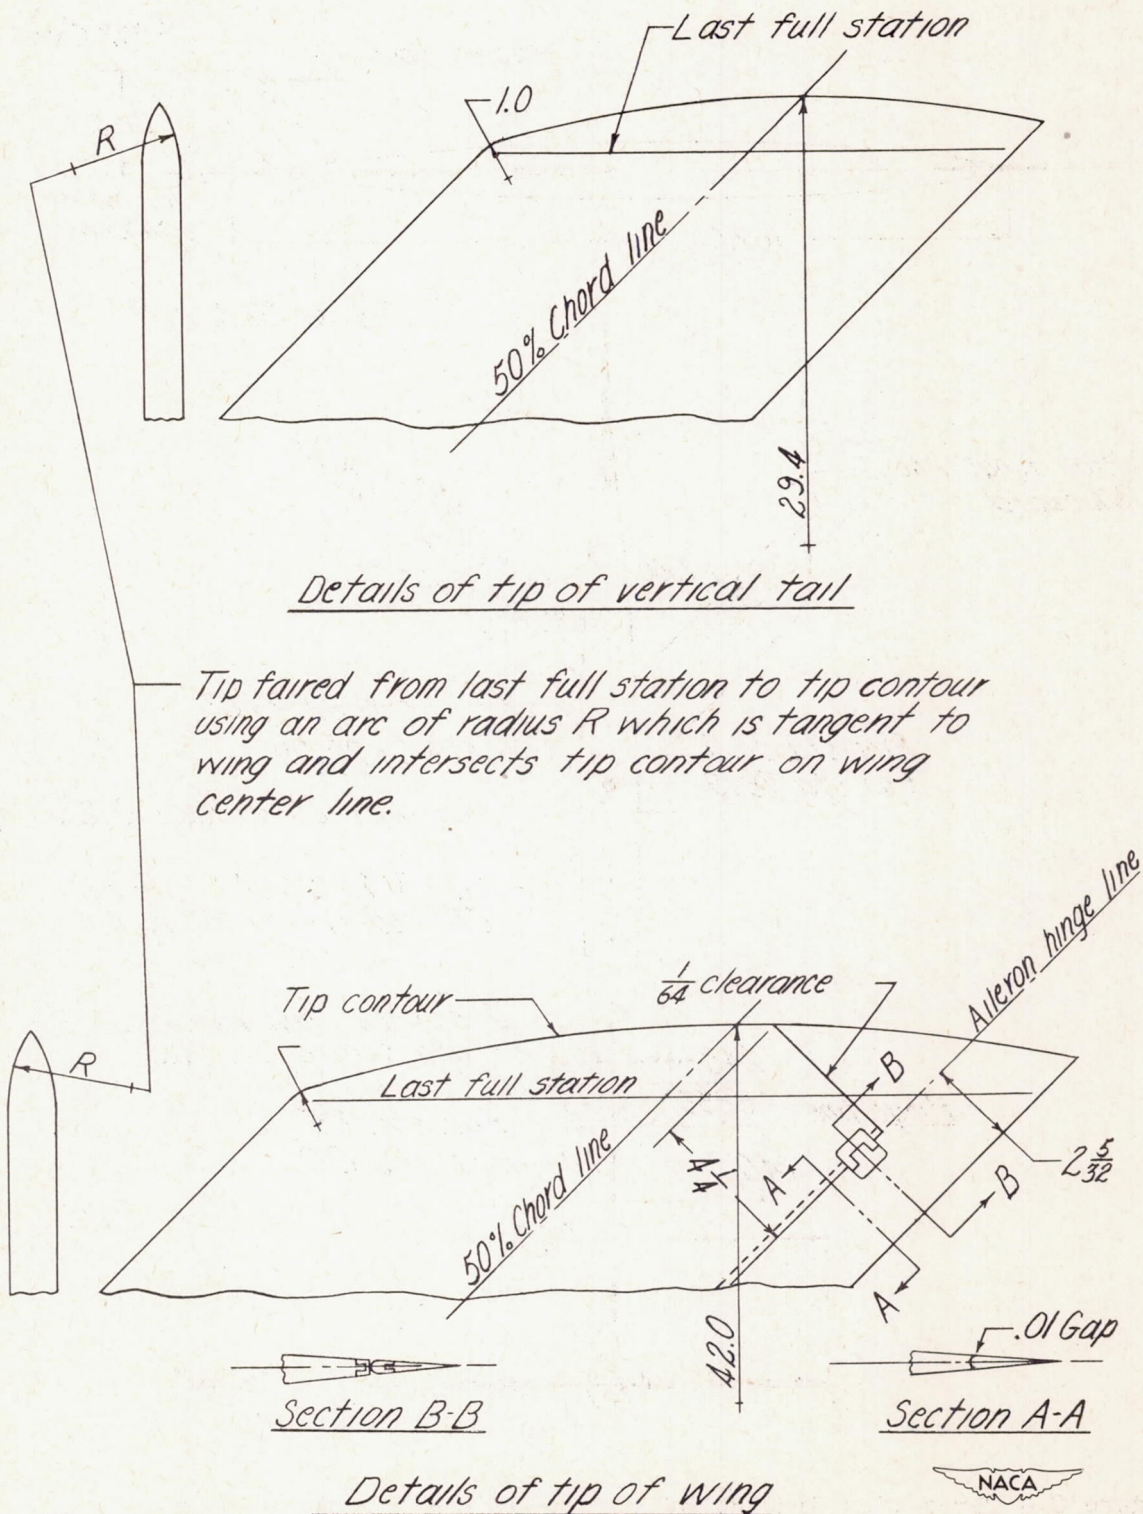 Last full station
1.0
R
50% Chord line
29.4
Details of tip of vertical tail
Tip faired from last full station to tip contour
using an arc of radius R which is tangent to
wing and intersects tip contour on wing
center line.
Aileron hinge line
1/64 clearance
Tip contour
R
Last full station
B
50% Chord line
4 1/4
A
2 5/32
B
A
42.0
.01 Gap
Section B-B
Section A-A
Details of tip of wing
NACA